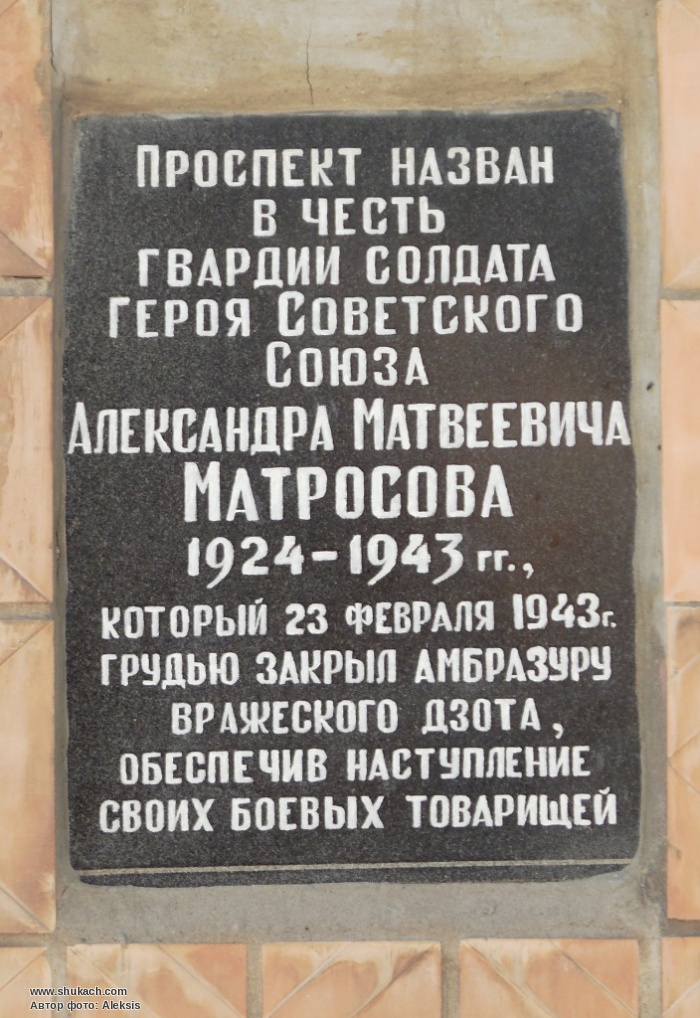 Проспект назван
в честь
гвардии солдата
Героя Советского
Союза
Александра Матвеевича
Матросова
1924-1943 гг.,
который 23 февраля 1943г.
грудью закрыл амбразуру
вражеского дзота,
обеспечив наступление
своих боевых товарищей
www.shukach.com
Автор фото: Aleksis